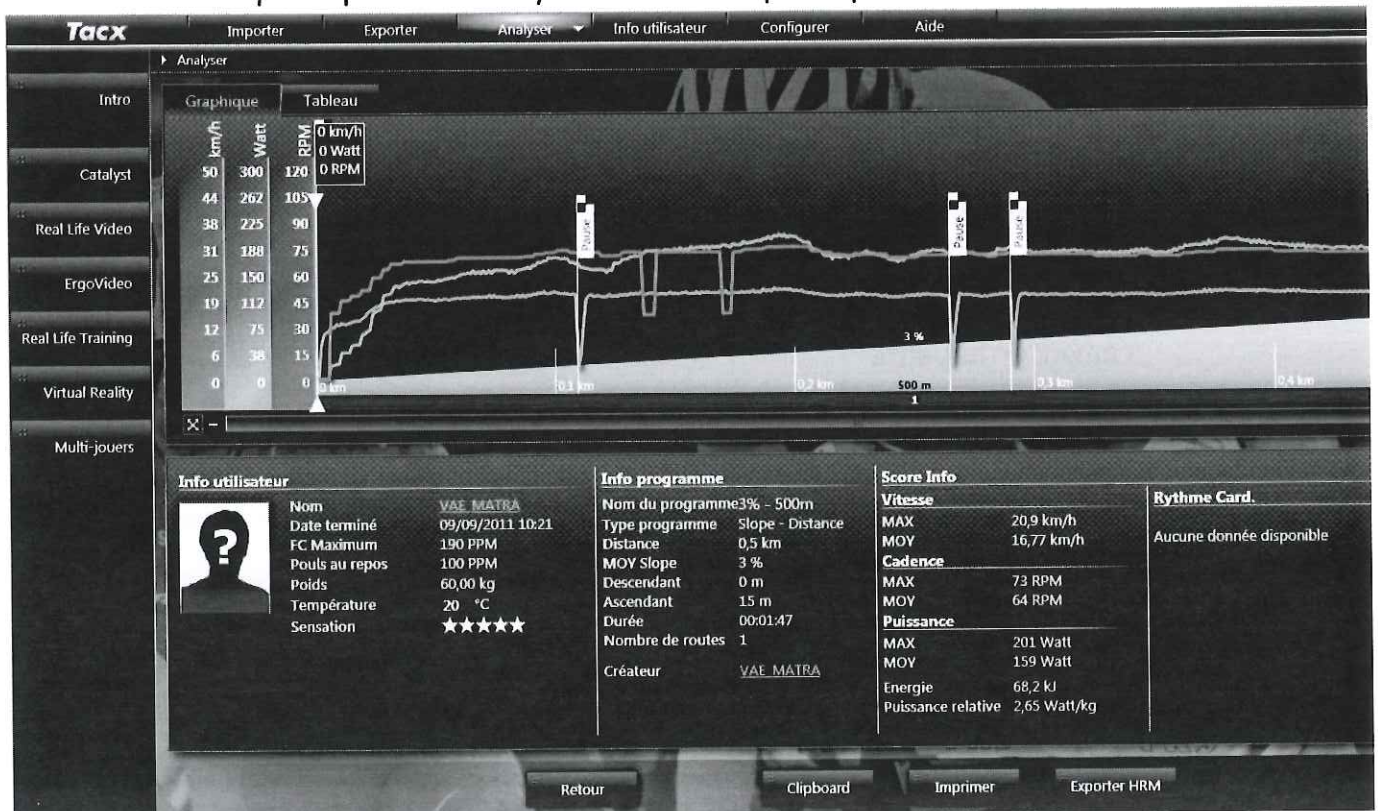 Tacx Importer Exporter Analyser Info utilisateur Configurer Aide
Analyser
Intro
Catalyst
Real Life Video
ErgoVideo
Real Life Training
Virtual Reality
Multi-jouers
Graphique Tableau
km/h Watt RPM
0 km/h
0 Watt
0 RPM
50 300 120
44 262 105
38 225 90
31 188 75
25 150 60
19 112 45
12 75 30
6 38 15
0 0 0
Pause Pause Pause
3 %
0 km 0,1 km 0,2 km 500 m 0,3 km 0,4 km
1
Info utilisateur
Nom VAE MATRA
Date terminé 09/09/2011 10:21
FC Maximum 190 PPM
Pouls au repos 100 PPM
Poids 60,00 kg
Température 20 °C
Sensation ★★★★★
Info programme
Nom du programme3% - 500m
Type programme Slope - Distance
Distance 0,5 km
MOY Slope 3 %
Descendant 0 m
Ascendant 15 m
Durée 00:01:47
Nombre de routes 1
Créateur VAE MATRA
Score Info
Vitesse
MAX 20,9 km/h
MOY 16,77 km/h
Cadence
MAX 73 RPM
MOY 64 RPM
Puissance
MAX 201 Watt
MOY 159 Watt
Energie 68,2 kJ
Puissance relative 2,65 Watt/kg
Rythme Card.
Aucune donnée disponible
Retour Clipboard Imprimer Exporter HRM